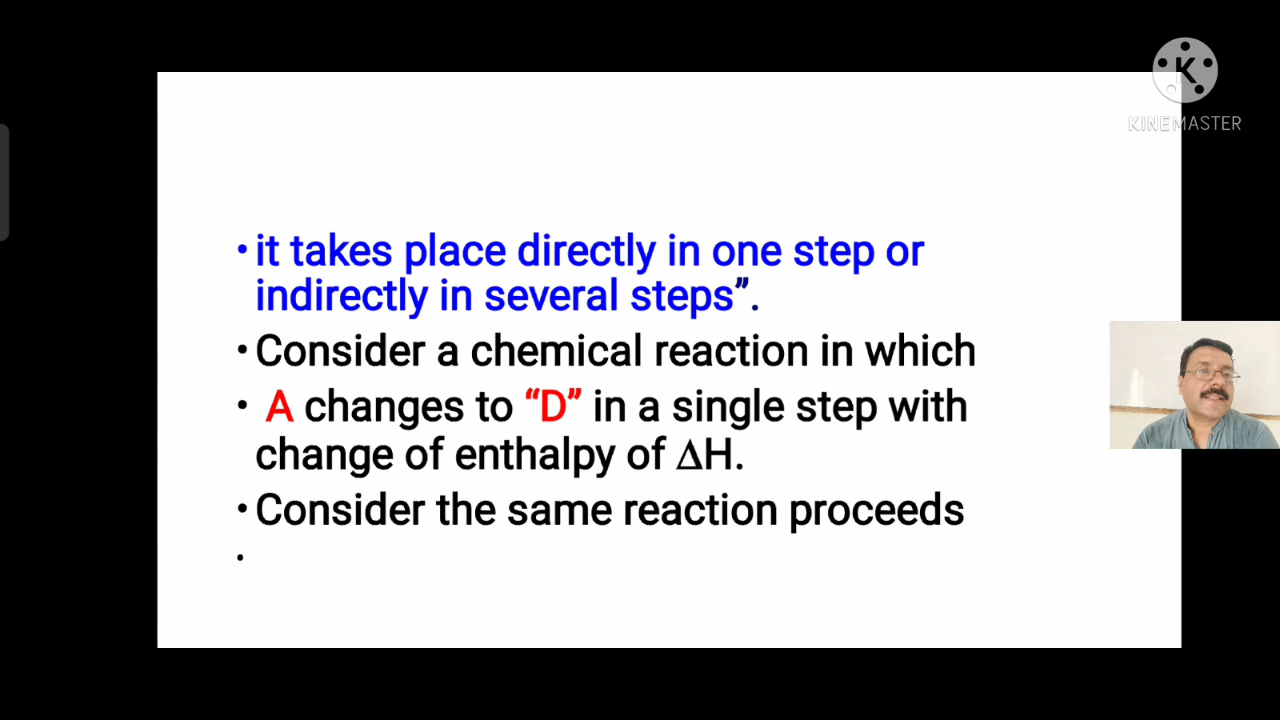 KINEMASTER
• it takes place directly in one step or
indirectly in several steps”.
• Consider a chemical reaction in which
• A changes to “D” in a single step with
change of enthalpy of ΔH.
• Consider the same reaction proceeds
•